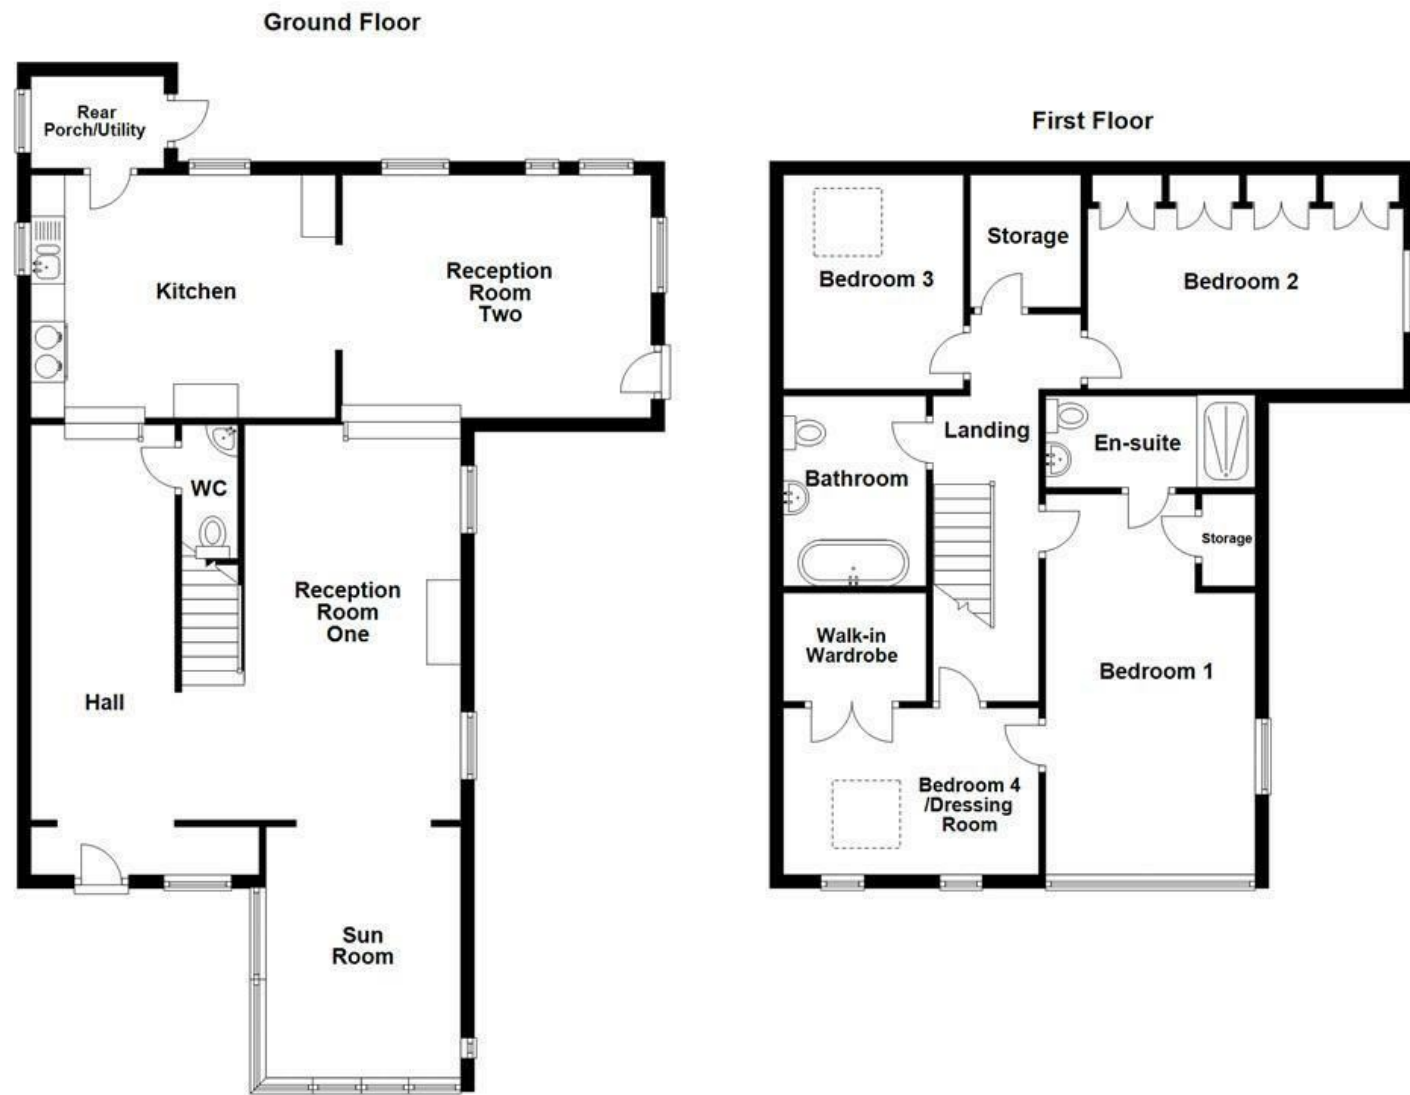 Ground Floor
Rear
Porch/Utility
Kitchen
Reception
Room
Two
WC
Reception
Room
One
Hall
Sun
Room
First Floor
Bedroom 3
Storage
Bedroom 2
Landing
En-suite
Bathroom
Storage
Walk-in
Wardrobe
Bedroom 1
Bedroom 4
/Dressing
Room